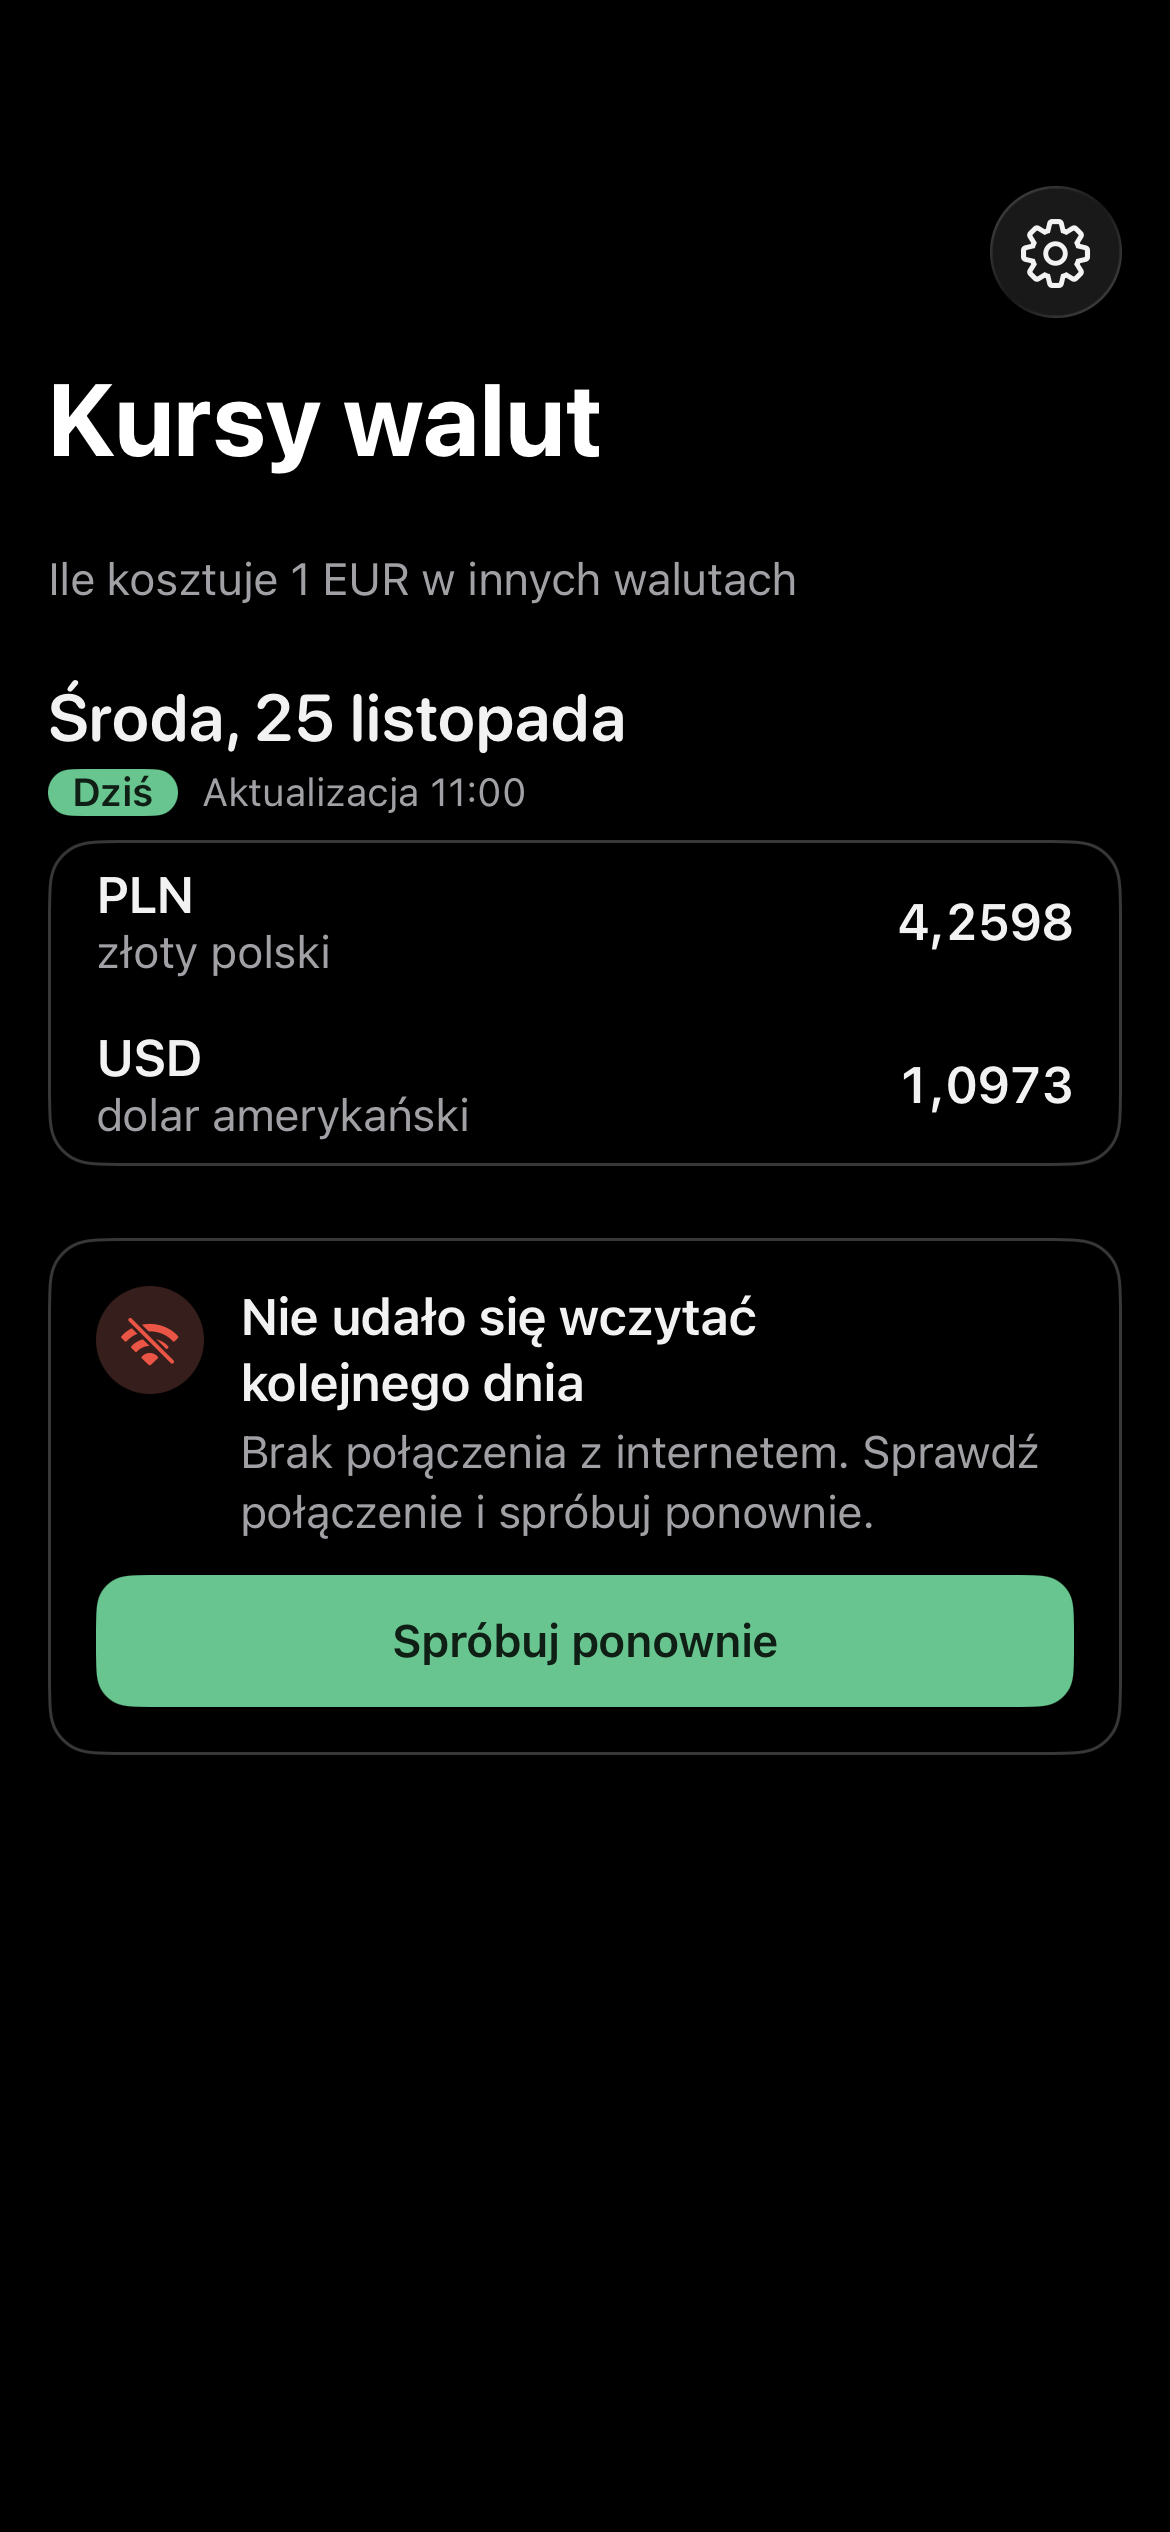 Kursy walut
Ile kosztuje 1 EUR w innych walutach
Środa, 25 listopada
Dziś Aktualizacja 11:00
PLN
złoty polski
4,2598
USD
dolar amerykański
1,0973
Nie udało się wczytać
kolejnego dnia
Brak połączenia z internetem. Sprawdź
połączenie i spróbuj ponownie.
Spróbuj ponownie